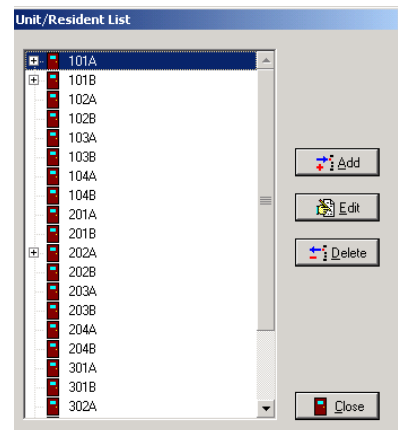 Unit/Resident List
101A
101B
102A
102B
103A
103B
104A
104B
201A
201B
202A
202B
203A
203B
204A
204B
301A
301B
302A
Add
Edit
Delete
Close